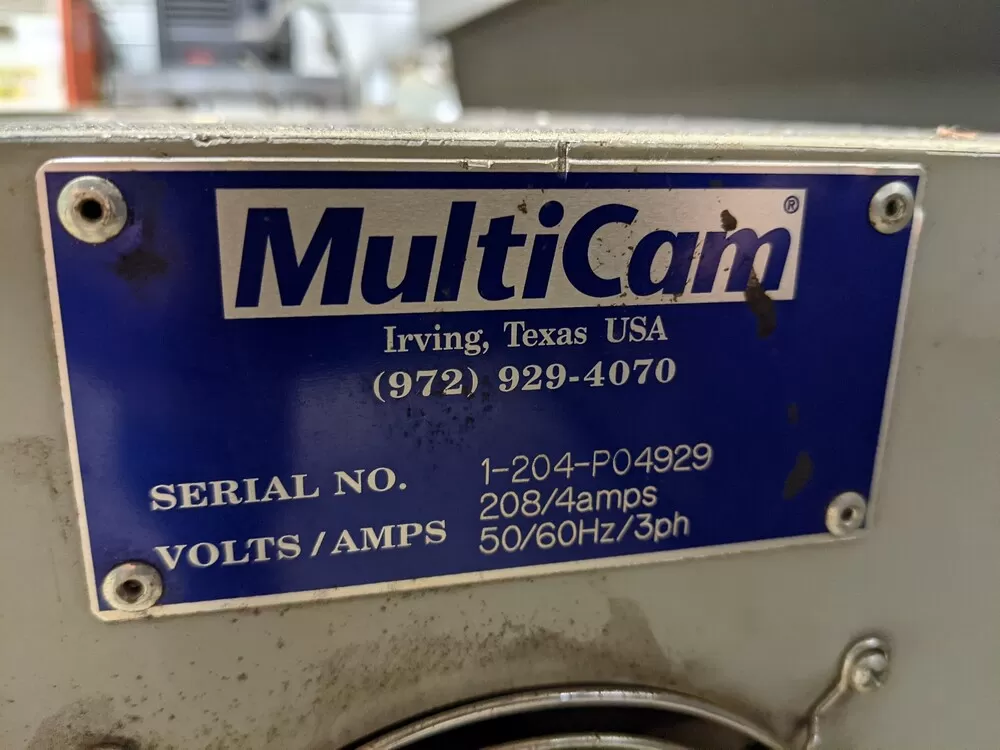 MultiCam®
Irving, Texas USA
(972) 929-4070
SERIAL NO. 1-204-P04929
VOLTS/AMPS 208/4amps
50/60Hz/3ph